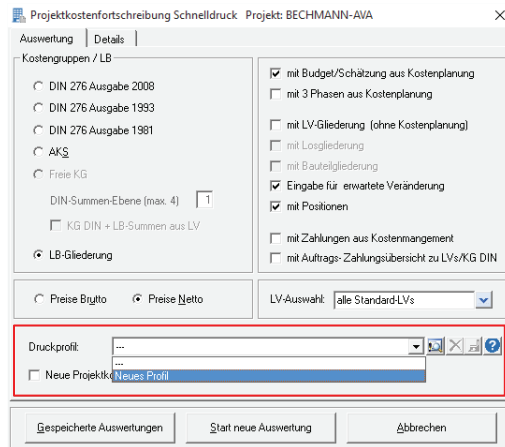 Projektkostenfortschreibung Schnelldruck Projekt: BECHMANN-AVA
Auswertung
Details
Kostengruppen / LB
DIN 276 Ausgabe 2008
DIN 276 Ausgabe 1993
DIN 276 Ausgabe 1981
AKS
Freie KG
DIN-Summen-Ebene (max. 4) 1
KG DIN + LB-Summen aus LV
LB-Gliederung
mit Budget/Schätzung aus Kostenplanung
mit 3 Phasen aus Kostenplanung
mit LV-Gliederung (ohne Kostenplanung)
mit Losgliederung
mit Bauteilgliederung
Eingabe für erwartete Veränderung
mit Positionen
mit Zahlungen aus Kostenmangement
mit Auftrags-Zahlungsübersicht zu LVs/KG DIN
Preise Brutto
Preise Netto
LV-Auswahl: alle Standard-LVs
Druckprofil: ---
---
Neue Projektk
Neues Profil
Gespeicherte Auswertungen
Start neue Auswertung
Abbrechen